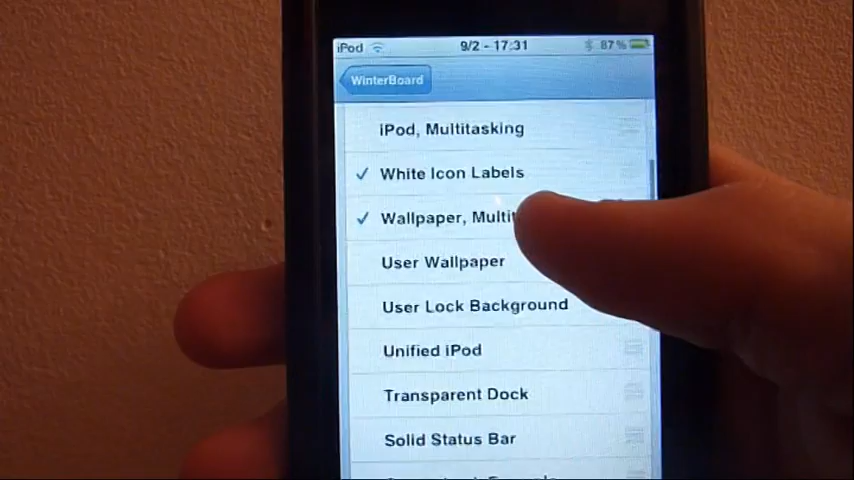 iPod 9/2 - 17:31 87%
WinterBoard
iPod, Multitasking
White Icon Labels
Wallpaper,
User Wallpaper
User Lock Background
Unified iPod
Transparent Dock
Solid Status Bar